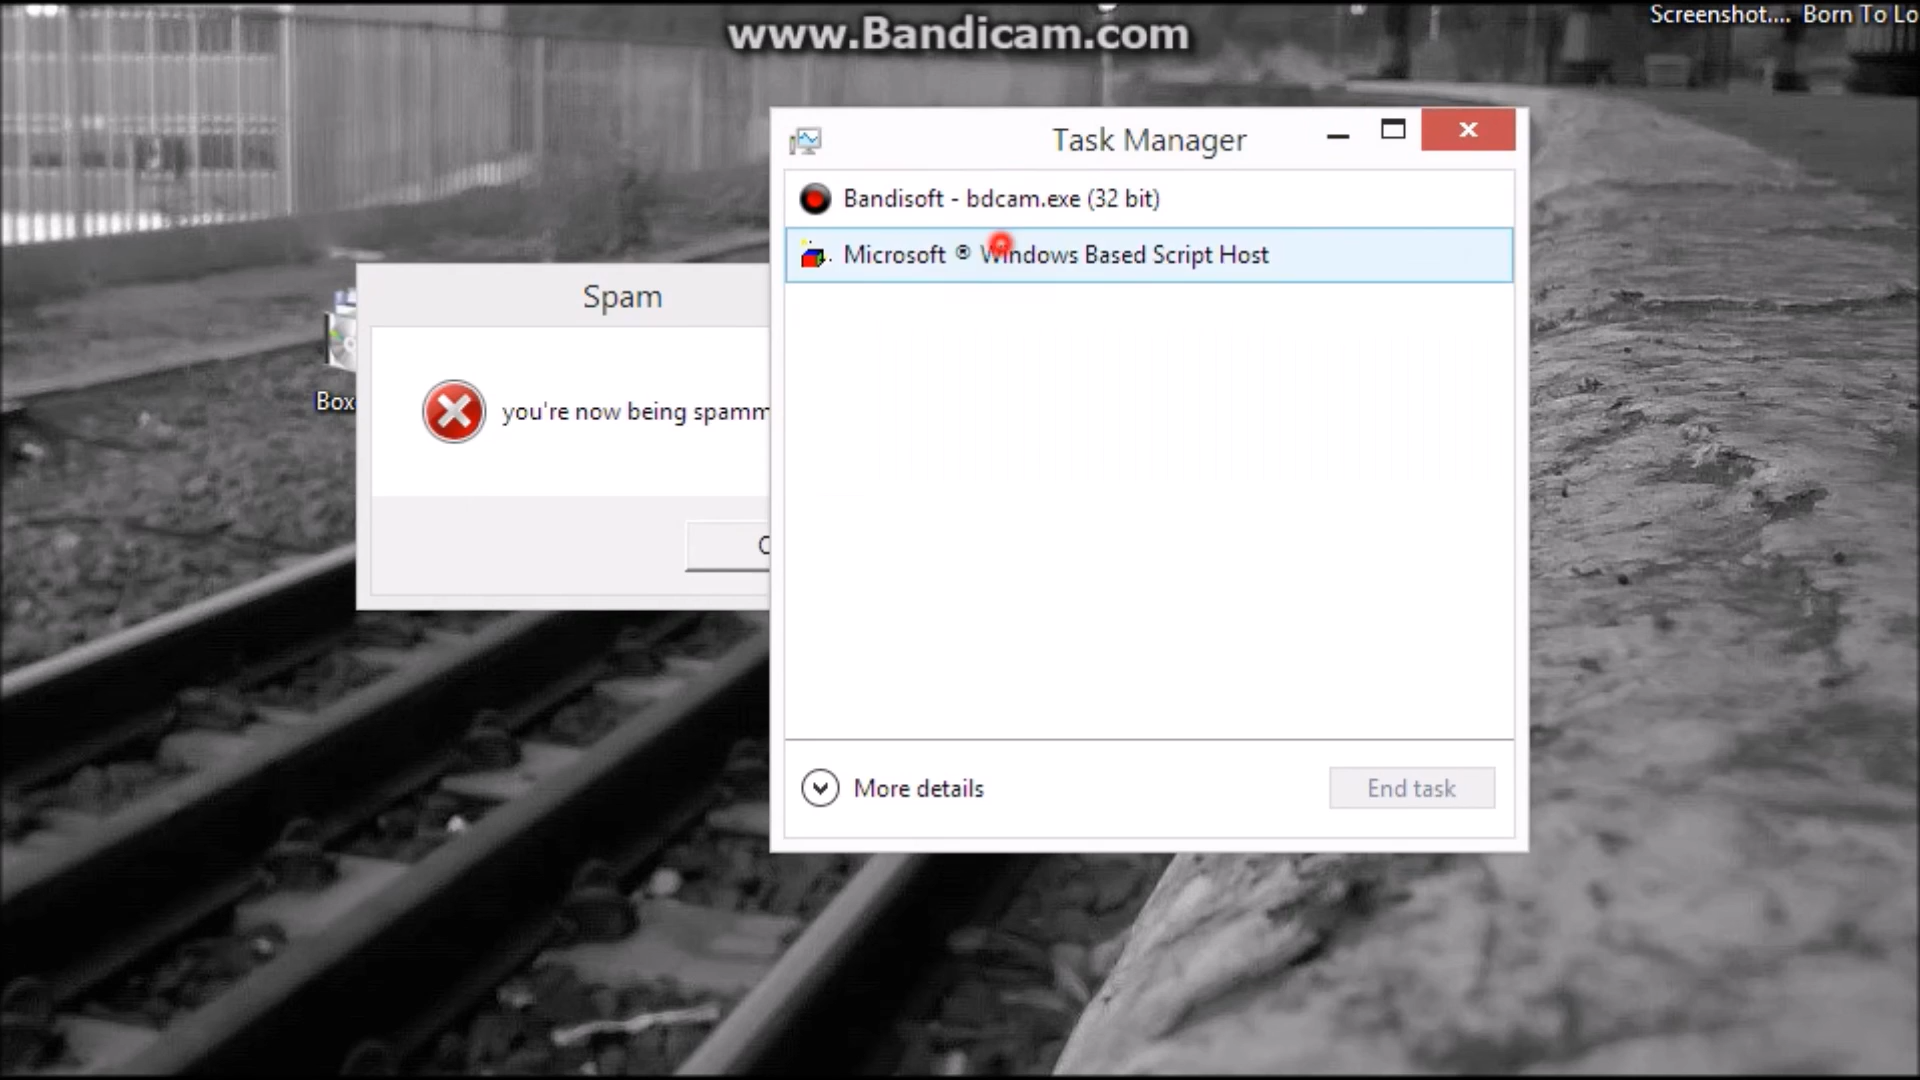 www.Bandicam.com
Screenshot.... Born To Lo
Task Manager
Bandisoft - bdcam.exe (32 bit)
Microsoft ® Windows Based Script Host
Spam
you're now being spamm
Box
More details
End task